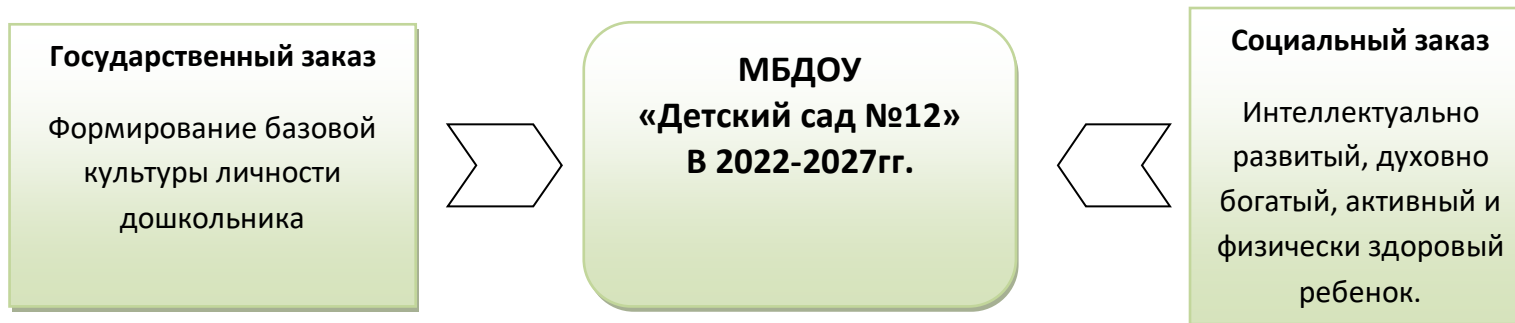 Государственный заказ
Формирование базовой
культуры личности
дошкольника
МБДОУ
«Детский сад №12»
В 2022-2027гг.
Социальный заказ
Интеллектуально
развитый, духовно
богатый, активный и
физически здоровый
ребенок.